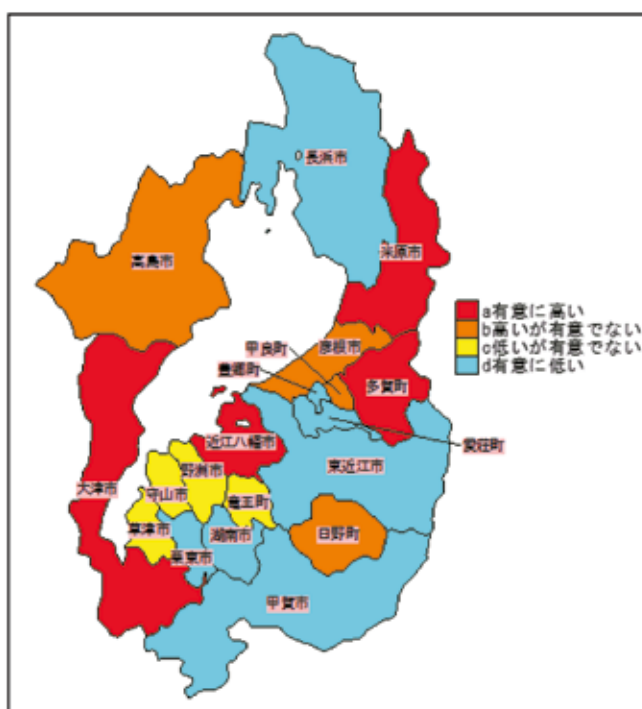 長浜市
米原市
高島市
a有意に高い
b高いが有意でない
c低いが有意でない
d有意に低い
甲良町
彦根市
豊郷町
多賀町
近江八幡市
愛荘町
野洲市
東近江市
大津市
守山市
竜王町
草津市
湖南市
日野町
栗東市
甲賀市